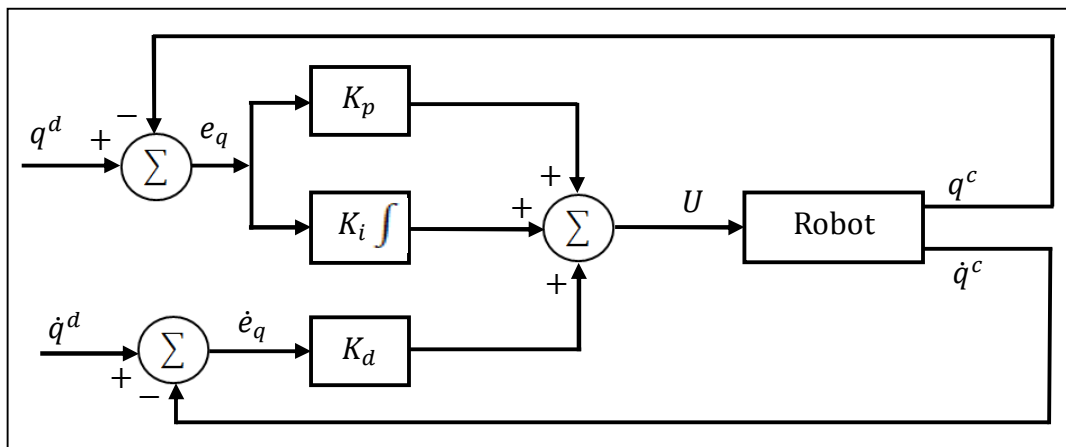 −
q^d
+
∑
e_q
K_p
K_i ∫
+
+
∑
+
U
Robot
q^c
q̇^c
q̇^d
+
−
∑
ė_q
K_d